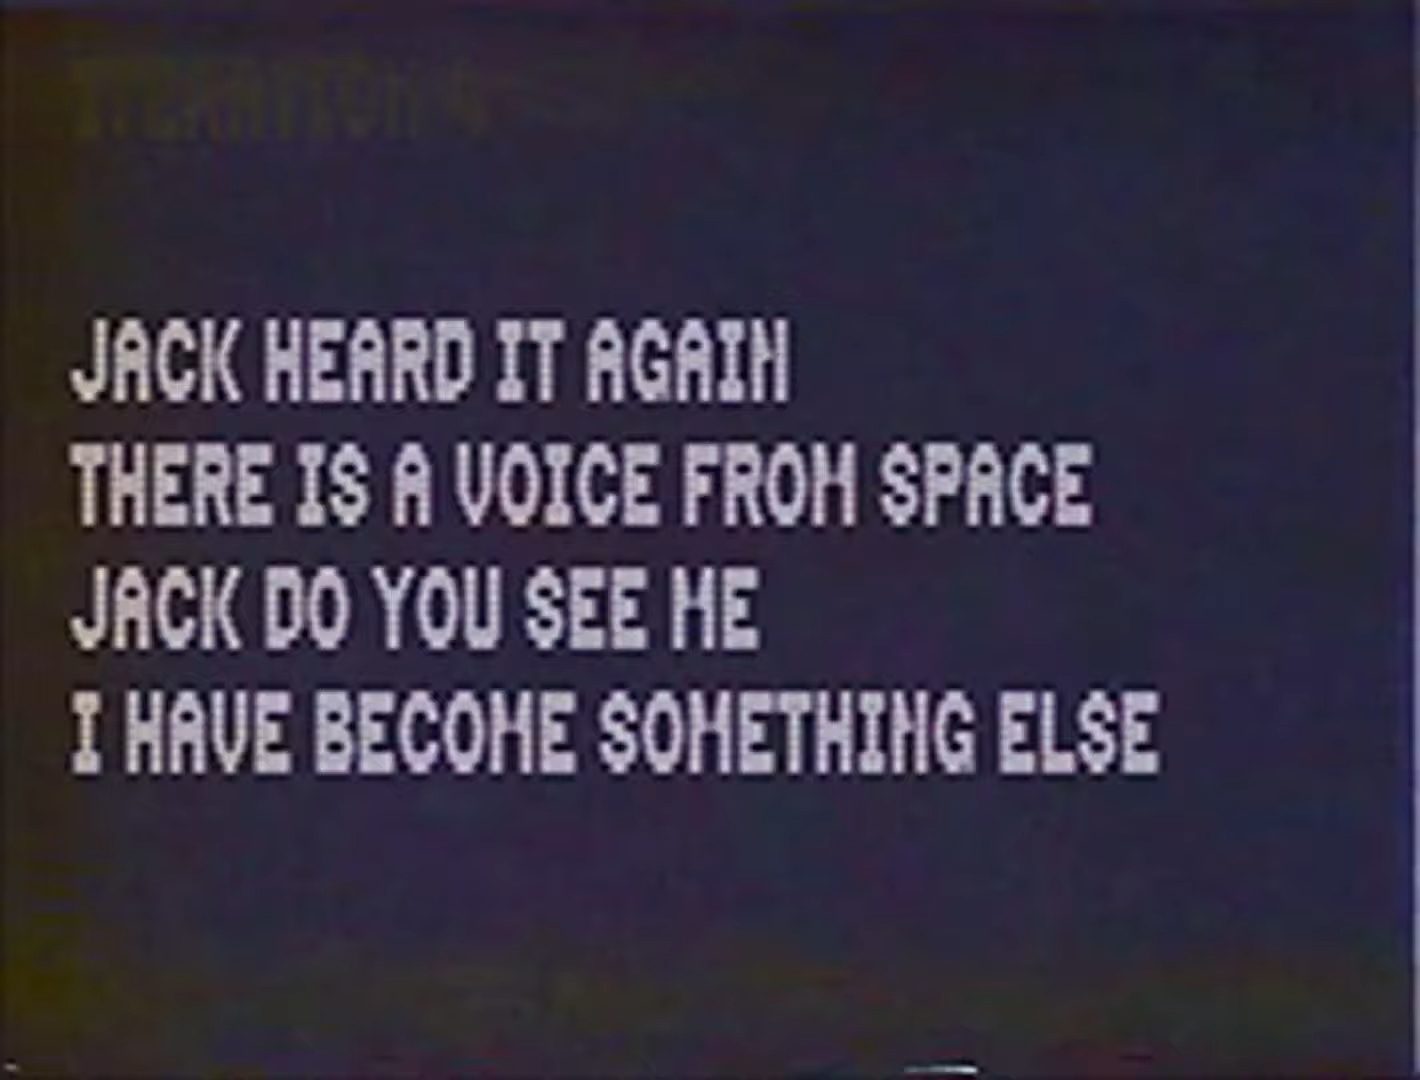 JACK HEARD IT AGAIN
THERE IS A VOICE FROM SPACE
JACK DO YOU SEE ME
I HAVE BECOME SOMETHING ELSE